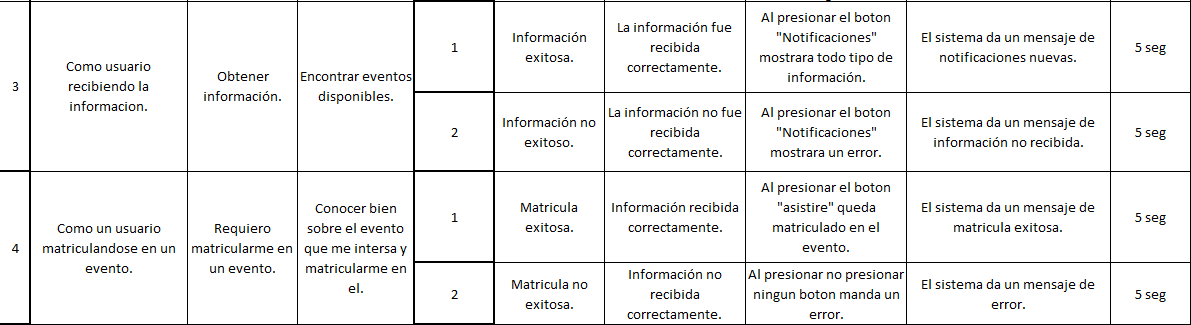 3
Como usuario
recibiendo la
informacion.
Obtener
información.
Encontrar eventos
disponibles.
1
Información
exitosa.
La información fue
recibida
correctamente.
Al presionar el boton
"Notificaciones"
mostrara todo tipo de
información.
El sistema da un mensaje de
notificaciones nuevas.
5 seg
2
Información no
exitoso.
La información no fue
recibida
correctamente.
Al presionar el boton
"Notificaciones"
mostrara un error.
El sistema da un mensaje de
información no recibida.
5 seg
4
Como un usuario
matriculandose en un
evento.
Requiero
matricularme en
un evento.
Conocer bien
sobre el evento
que me intersa y
matricularme en
el.
1
Matricula
exitosa.
Información recibida
correctamente.
Al presionar el boton
"asistire" queda
matriculado en el
evento.
El sistema da un mensaje de
matricula exitosa.
5 seg
2
Matricula no
exitosa.
Información no
recibida
correctamente.
Al presionar no presionar
ningun boton manda un
error.
El sistema da un mensaje de
error.
5 seg